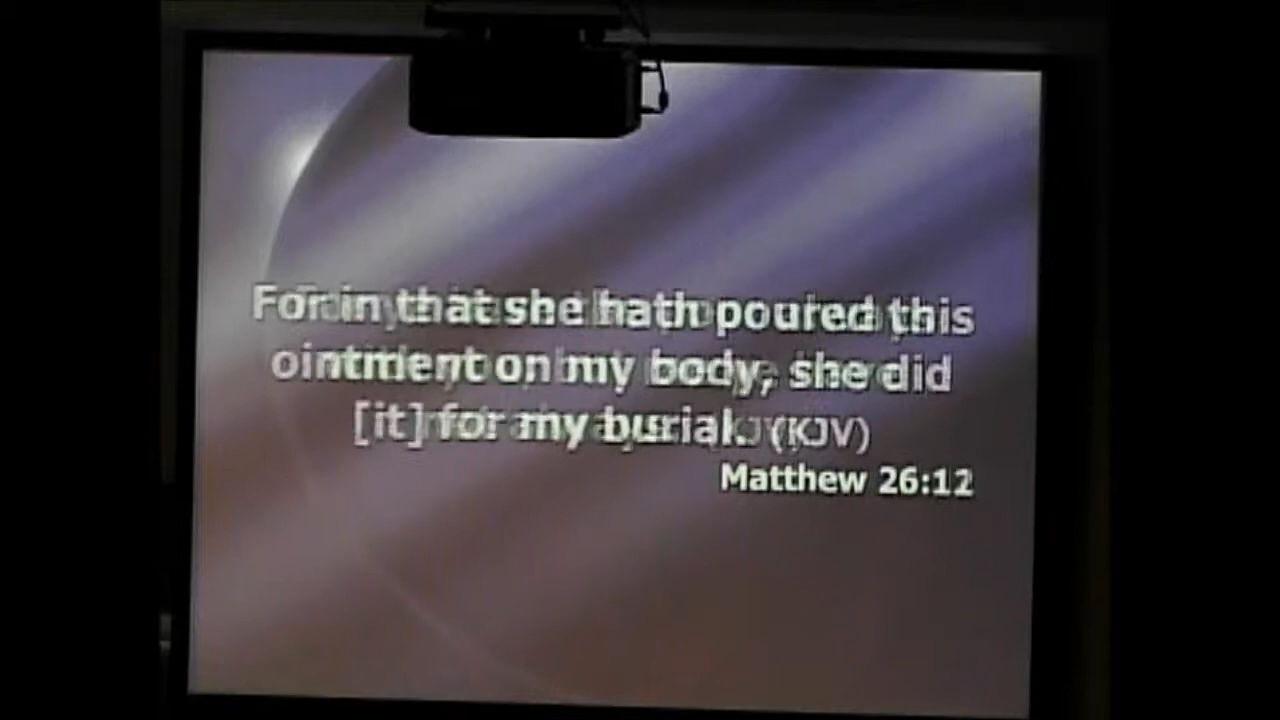 For in that she hath poured this
ointment on my body, she did
[it] for my burial. (KJV)
Matthew 26:12